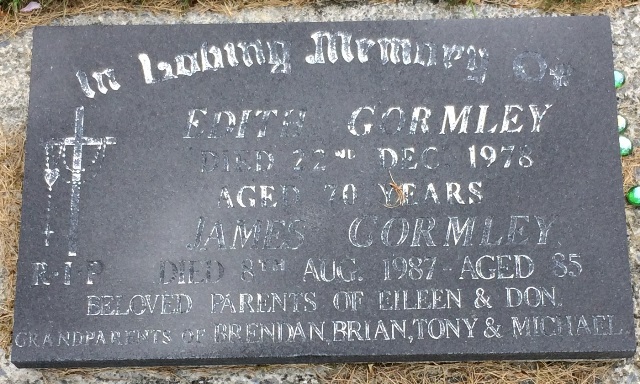 In Loving Memory Of
EDITH GORMLEY
DIED 22ND DEC. 1978
AGED 70 YEARS
JAMES GORMLEY
R·I·P DIED 8TH AUG. 1987 - AGED 85
BELOVED PARENTS OF EILEEN & DON.
GRANDPARENTS OF BRENDAN, BRIAN, TONY & MICHAEL